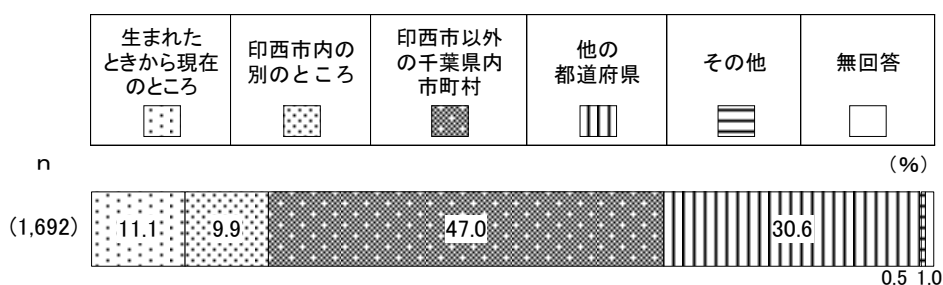 生まれた
ときから現在
のところ
印西市内の
別のところ
印西市以外
の千葉県内
市町村
他の
都道府県
その他
無回答
n
(%)
(1,692)
11.1
9.9
47.0
30.6
0.5
1.0